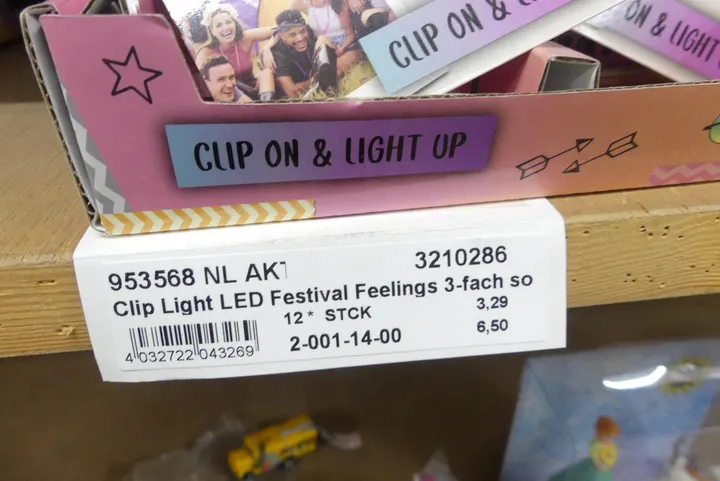 CLIP ON &
ON & LIGHT
CLIP ON & LIGHT UP
953568 NL AKT 3210286
Clip Light LED Festival Feelings 3-fach so
12* STCK 3,29
6,50
4 032722 043269
2-001-14-00